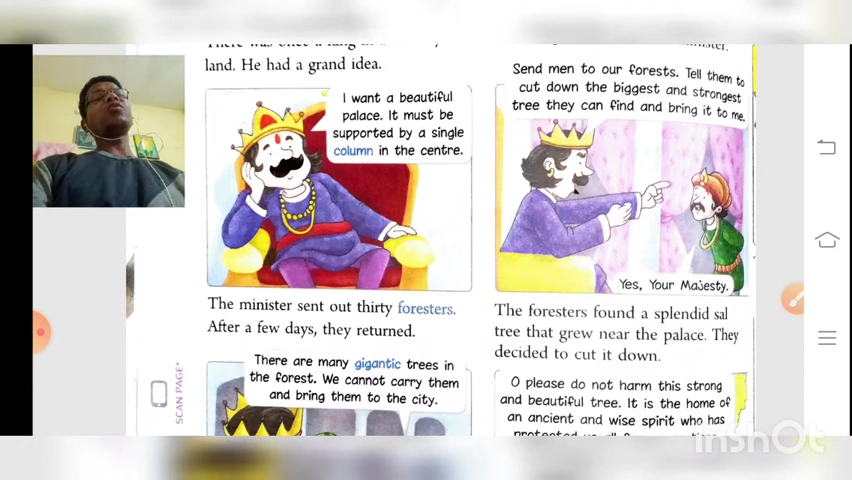 land. He had a grand idea.
I want a beautiful
palace. It must be
supported by a single
column in the centre.
The minister sent out thirty foresters.
After a few days, they returned.
There are many gigantic trees in
the forest. We cannot carry them
and bring them to the city.
Send men to our forests. Tell them to
cut down the biggest and strongest
tree they can find and bring it to me.
Yes, Your Majesty.
The foresters found a splendid sal
tree that grew near the palace. They
decided to cut it down.
O please do not harm this strong
and beautiful tree. It is the home of
an ancient and wise spirit who has
SCAN PAGE*
InShOt